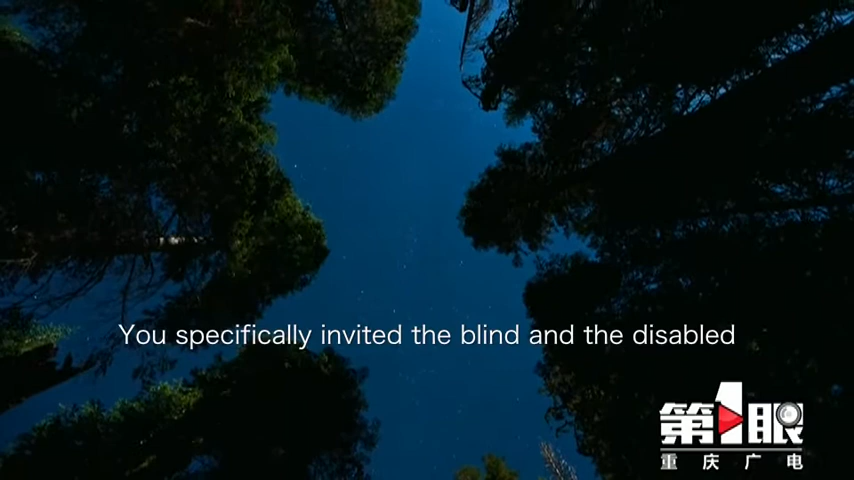 You specifically invited the blind and the disabled
第1眼
重庆广电